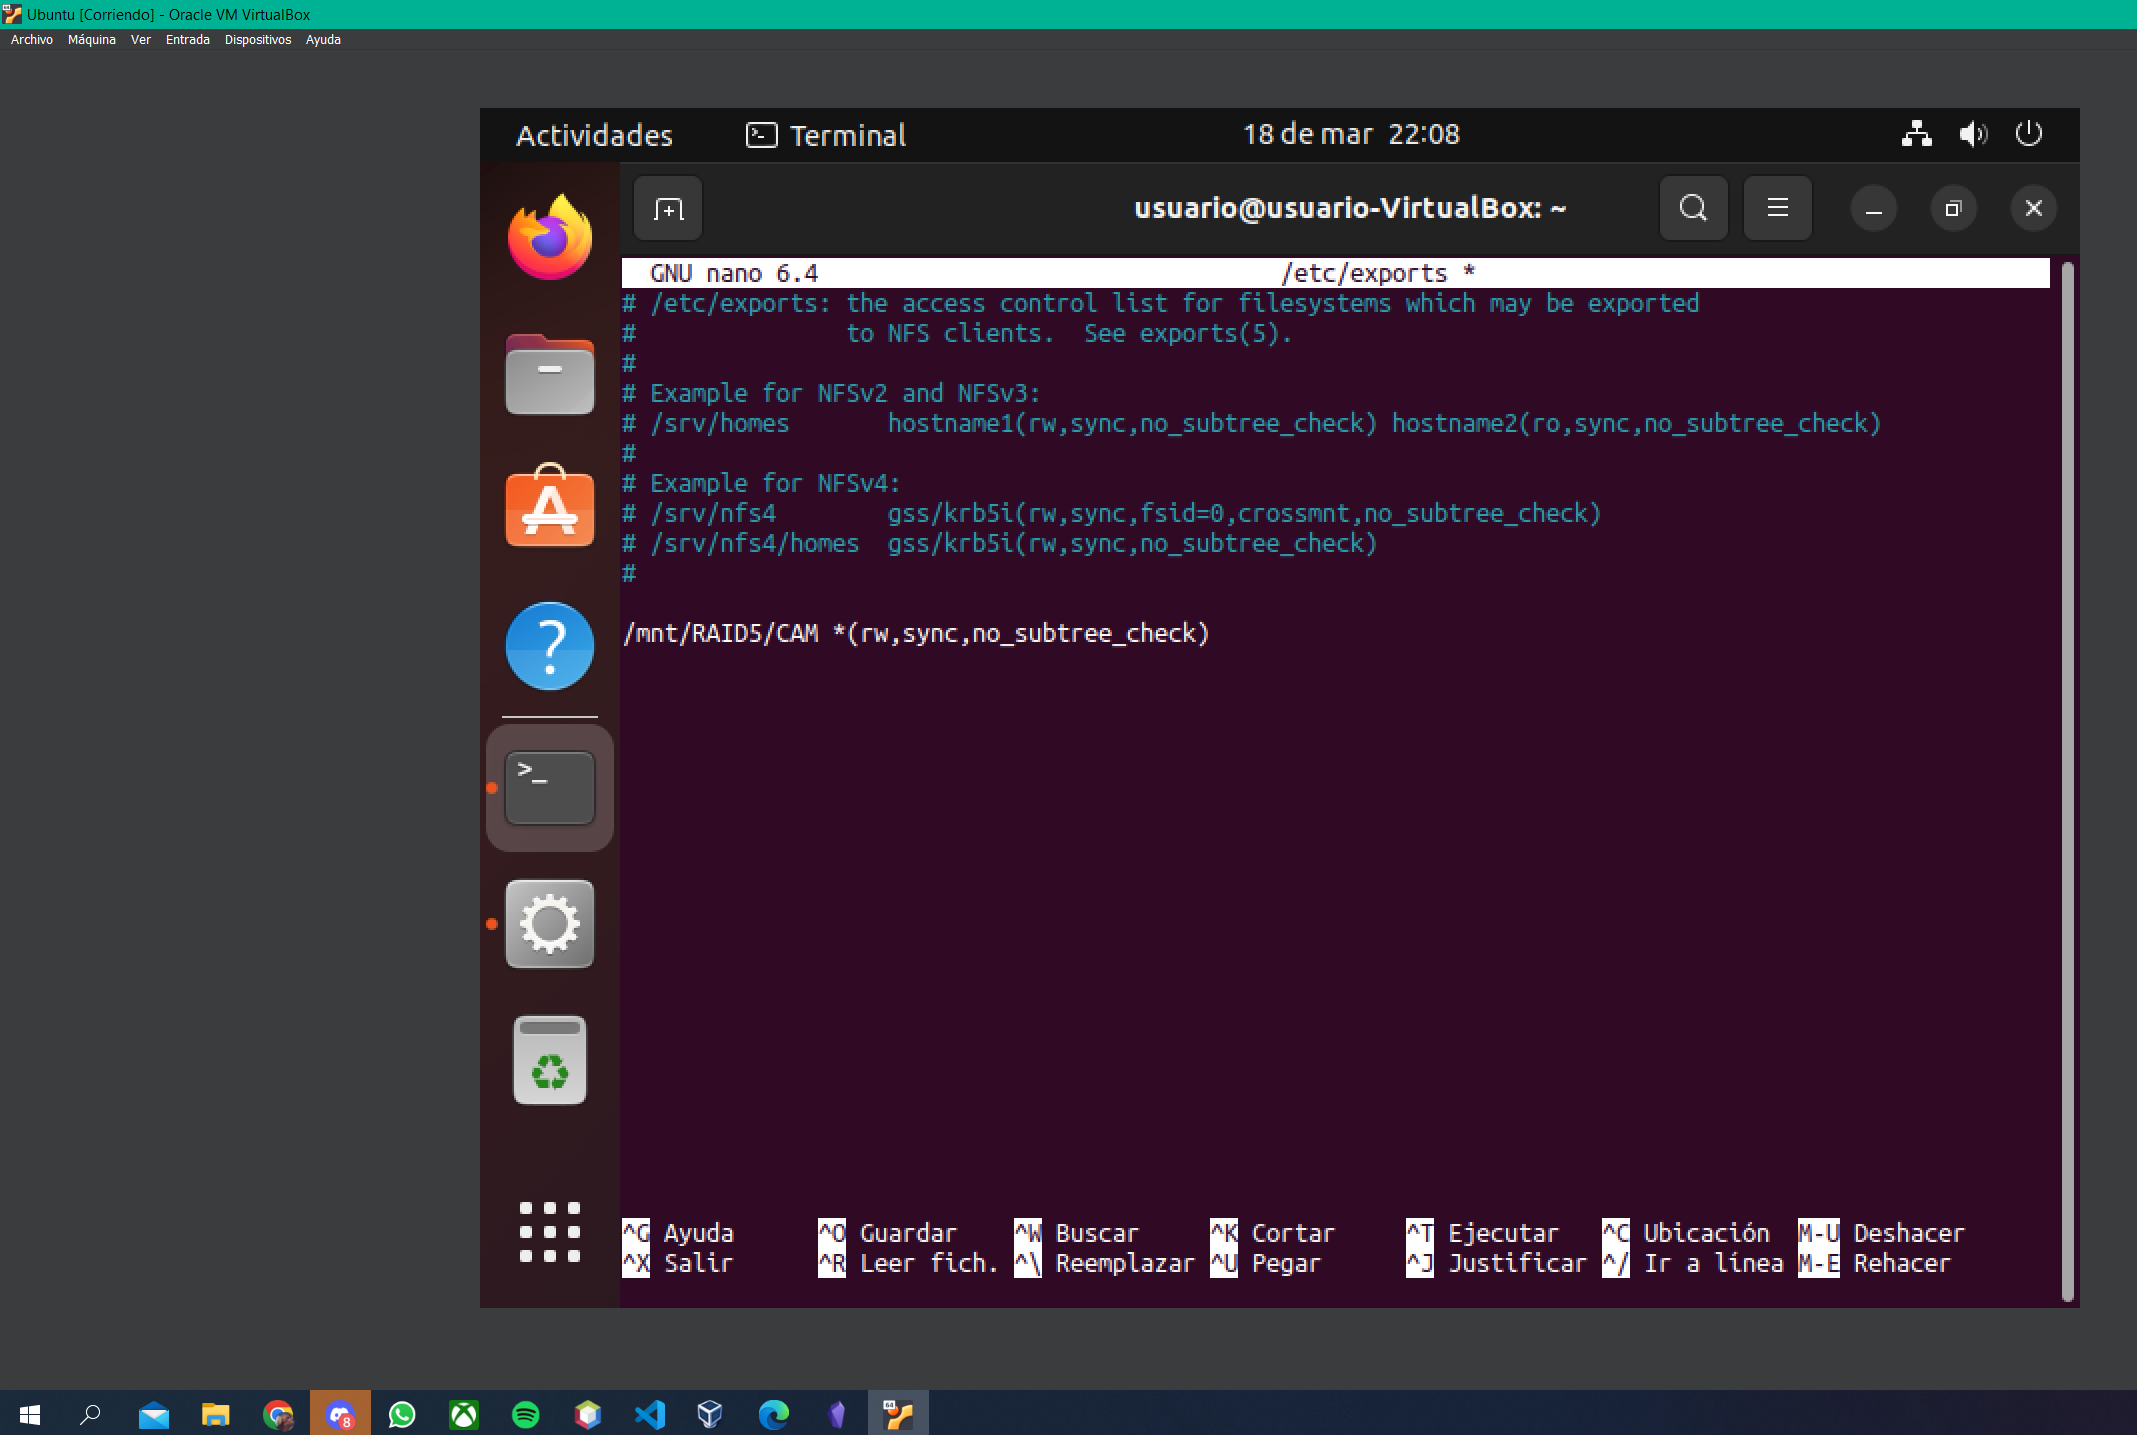 Ubuntu [Corriendo] - Oracle VM VirtualBox
Archivo Máquina Ver Entrada Dispositivos Ayuda
Actividades Terminal 18 de mar 22:08
usuario@usuario-VirtualBox: ~
GNU nano 6.4 /etc/exports *
# /etc/exports: the access control list for filesystems which may be exported
# to NFS clients. See exports(5).
#
# Example for NFSv2 and NFSv3:
# /srv/homes hostname1(rw,sync,no_subtree_check) hostname2(ro,sync,no_subtree_check)
#
# Example for NFSv4:
# /srv/nfs4 gss/krb5i(rw,sync,fsid=0,crossmnt,no_subtree_check)
# /srv/nfs4/homes gss/krb5i(rw,sync,no_subtree_check)
#
/mnt/RAID5/CAM *(rw,sync,no_subtree_check)
^G Ayuda ^O Guardar ^W Buscar ^K Cortar ^T Ejecutar ^C Ubicación M-U Deshacer
^X Salir ^R Leer fich. ^\ Reemplazar ^U Pegar ^J Justificar ^/ Ir a línea M-E Rehacer
8
64